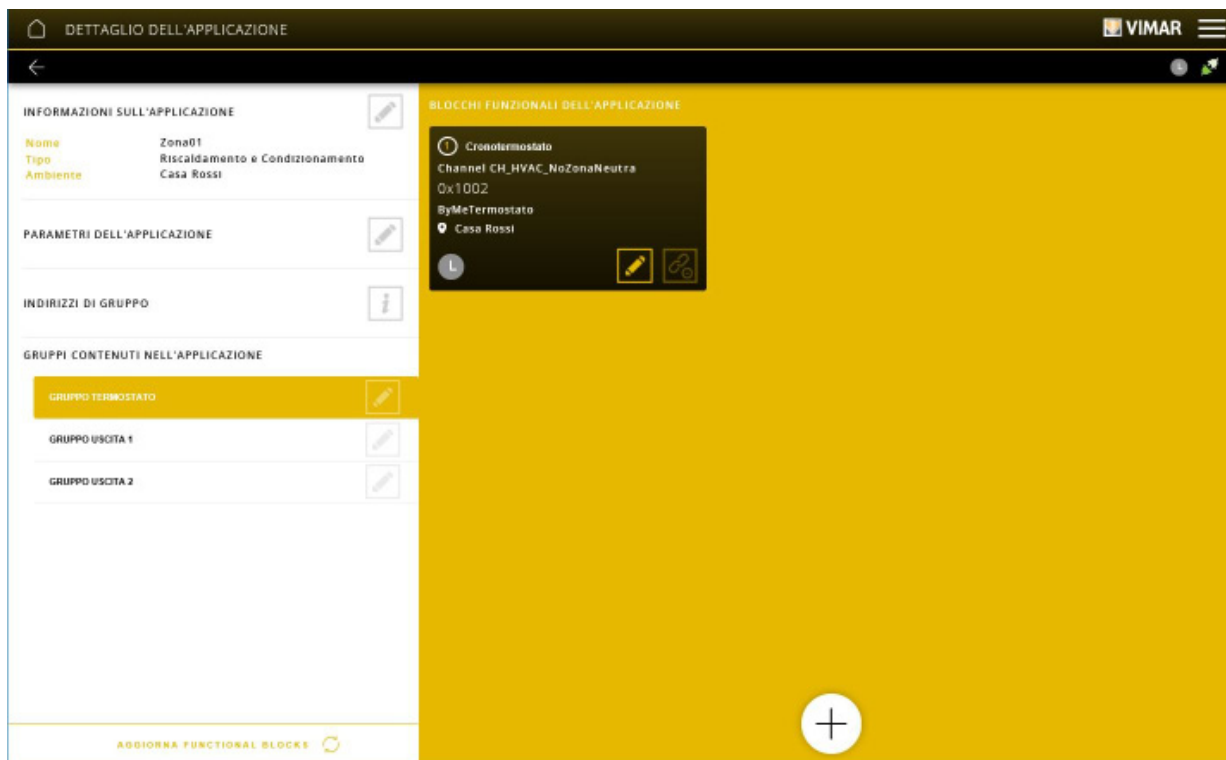 DETTAGLIO DELL'APPLICAZIONE
VIMAR
L
INFORMAZIONI SULL'APPLICAZIONE
Nome Zona01
Tipo Riscaldamento e Condizionamento
Ambiente Casa Rossi
PARAMETRI DELL'APPLICAZIONE
INDIRIZZI DI GRUPPO
i
GRUPPI CONTENUTI NELL'APPLICAZIONE
GRUPPO TERMOSTATO
GRUPPO USCITA 1
GRUPPO USCITA 2
AGGIORNA FUNCTIONAL BLOCKS
BLOCCHI FUNZIONALI DELL'APPLICAZIONE
1 Cronotermostato
Channel CH_HVAC_NoZonaNeutra
0x1002
ByMeTermostato
Casa Rossi
L